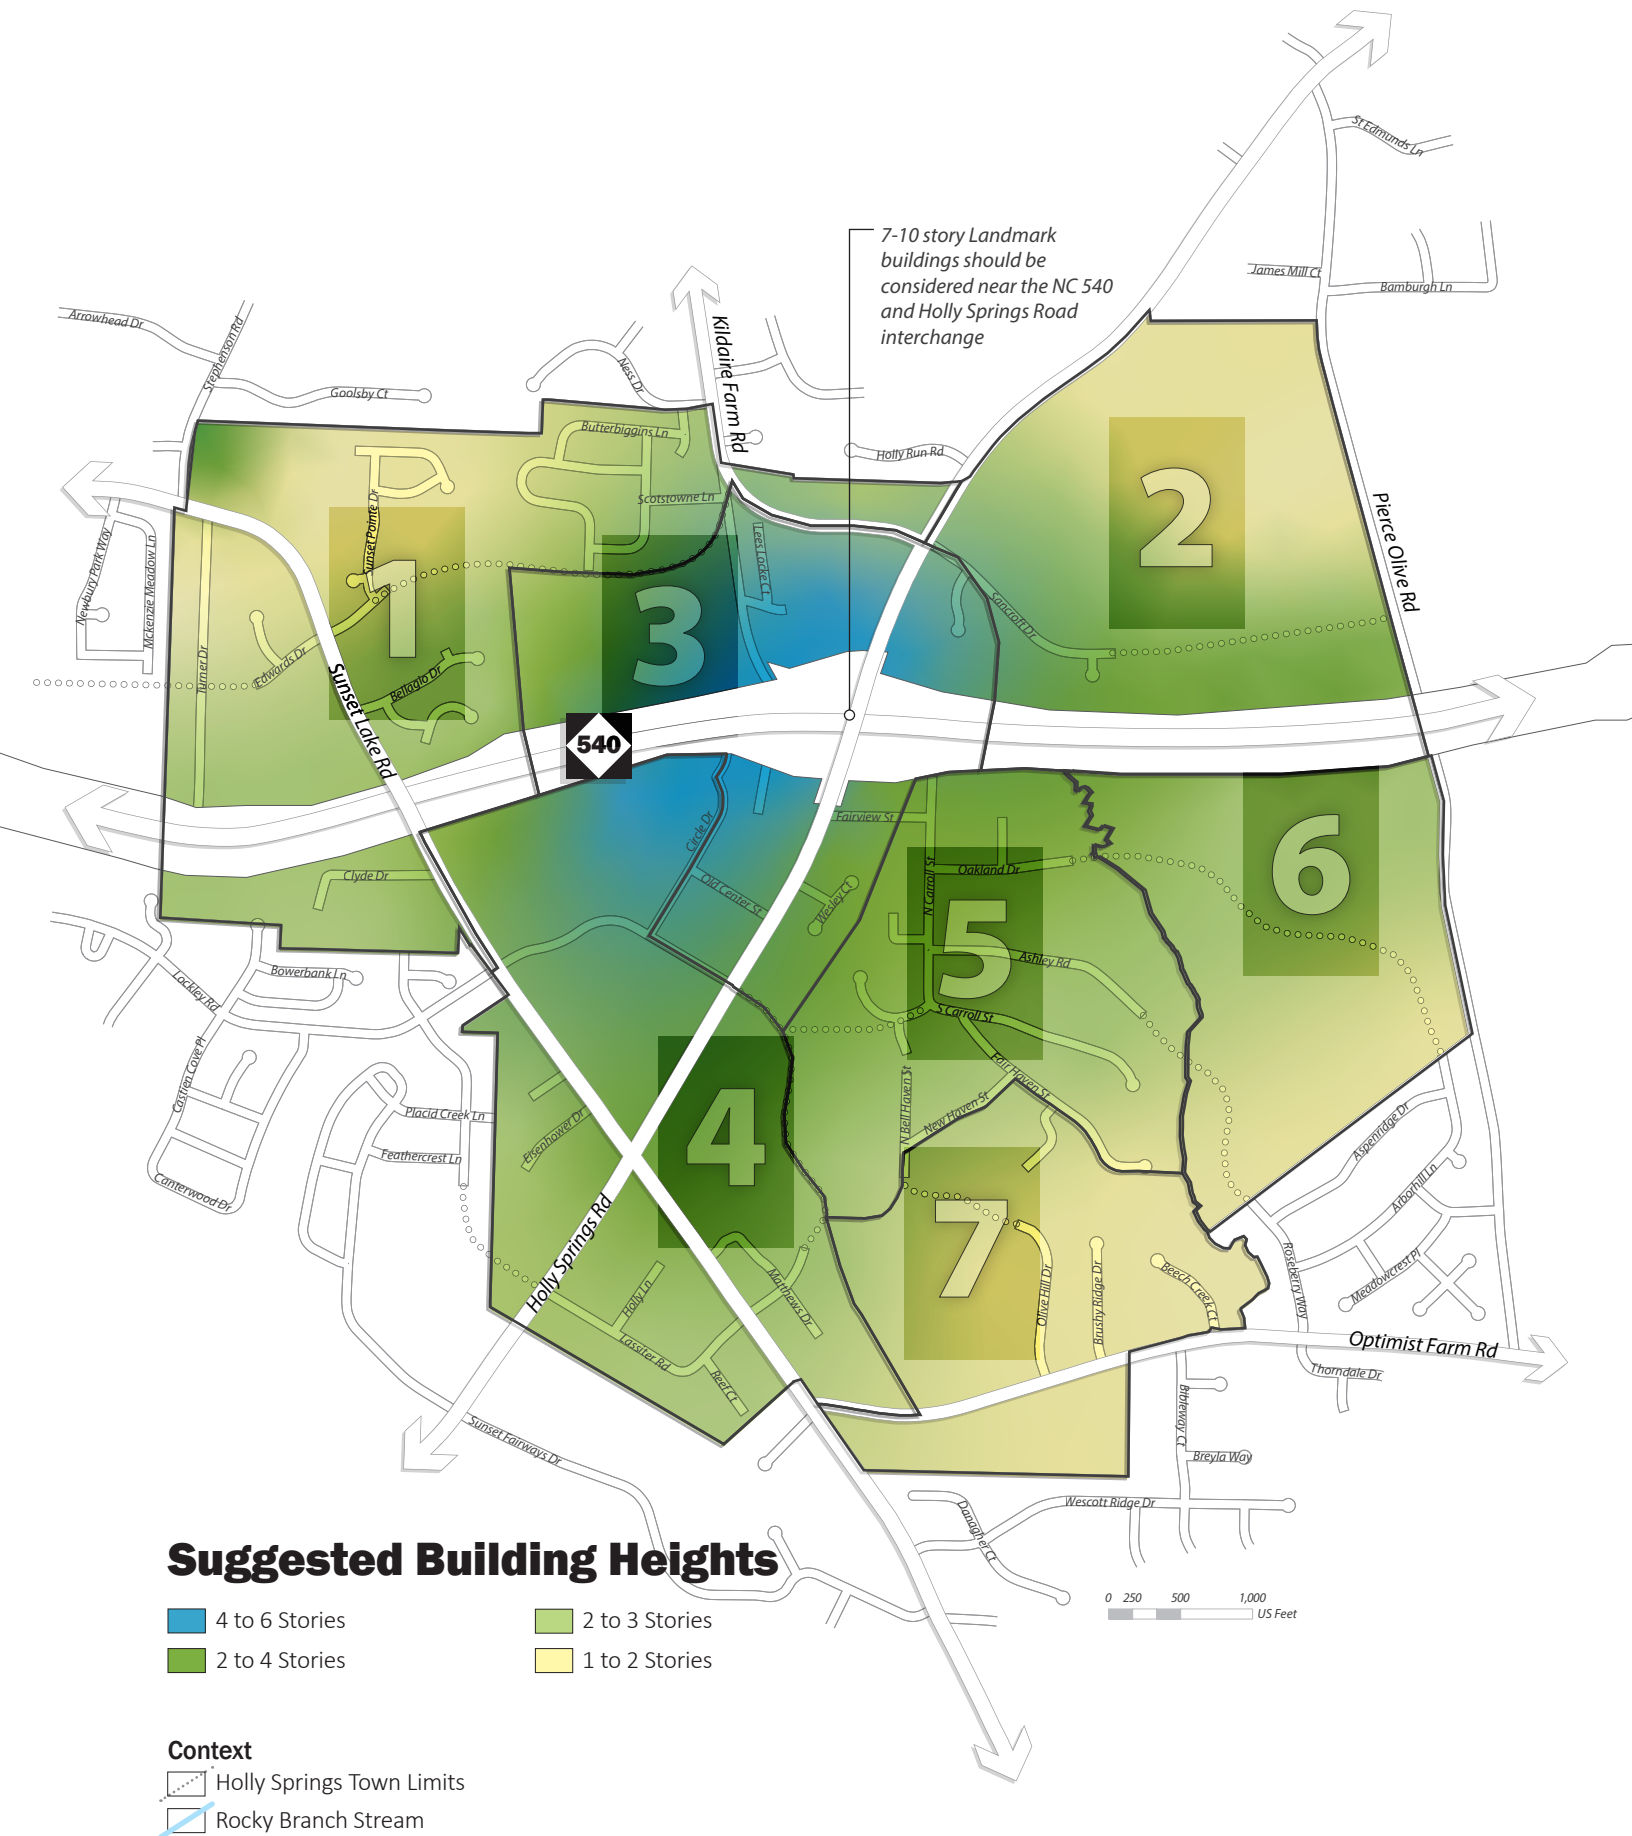 St Edmunds Ln
7-10 story Landmark
buildings should be
considered near the NC 540
and Holly Springs Road
interchange
James Mill Ct
Bamburgh Ln
Arrowhead Dr
Stephenson Rd
Goolsby Ct
Ness Dr
Kildaire Farm Rd
Butterbiggins Ln
Holly Run Rd
Scotstowne Ln
Lees Locke Ct
Pierce Olive Rd
Sunset Pointe Dr
Newbury Park Way
Mckenzie Meadow Ln
1
2
3
Sancroft Dr
Turner Dr
Edwards Dr
Bellagio Dr
Sunset Lake Rd
540
Circle Dr
Fairview St
Clyde Dr
Old Center St
Wesley Ct
N Carroll St
Oakland Dr
5
6
Ashley Rd
S Carroll St
Lockley Rd
Bowerbank Ln
Castien Cove Pl
Fair Haven St
N Bell Haven St
New Haven St
Placid Creek Ln
Eisenhower Dr
Feathercrest Ln
Canterwood Dr
4
7
Aspenridge Dr
Arborhill Ln
Holly Springs Rd
Holly Ln
Matthews Dr
Lassiter Rd
Reef Ct
Olive Hill Dr
Brushy Ridge Dr
Beech Creek Ct
Roseberry Way
Meadowcrest Pl
Optimist Farm Rd
Thorndale Dr
Bibleway Ct
Breyla Way
Sunset Fairways Dr
Wescott Ridge Dr
Danagher Ct
Suggested Building Heights
4 to 6 Stories
2 to 3 Stories
2 to 4 Stories
1 to 2 Stories
0 250 500 1,000
US Feet
Context
Holly Springs Town Limits
Rocky Branch Stream